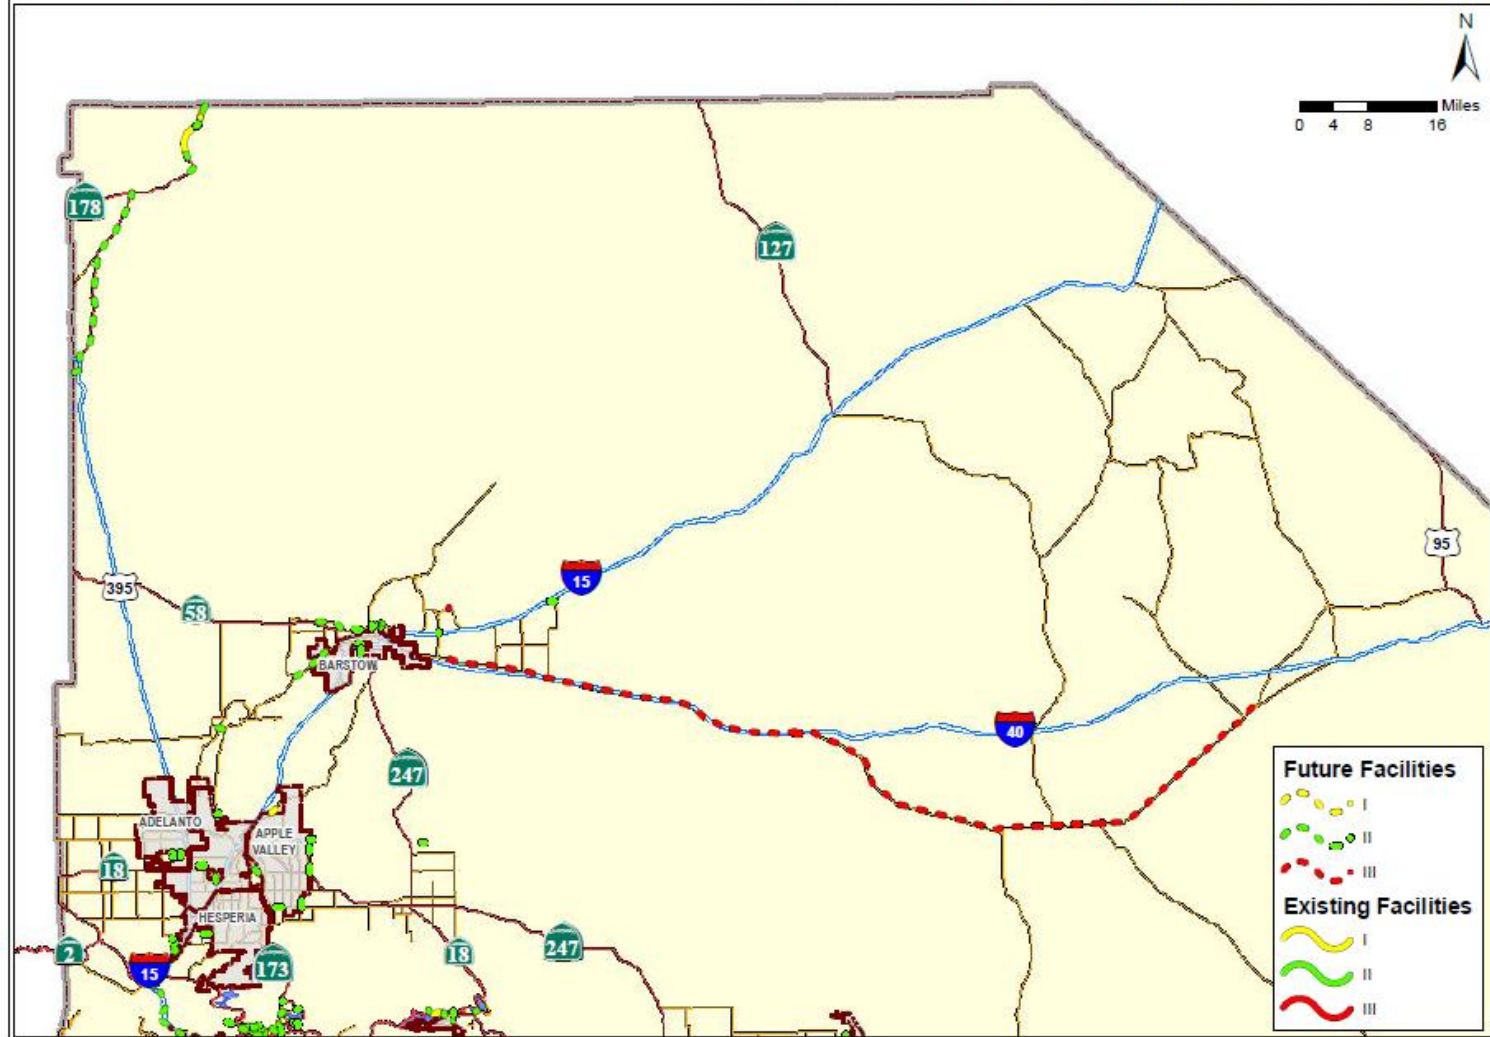 N
Miles
0 4 8 16
178
127
95
395
15
58
BARSTOW
40
247
ADELANTO
APPLE
VALLEY
18
HESPERIA
2
15
173
18
247
Future Facilities
I
II
III
Existing Facilities
I
II
III